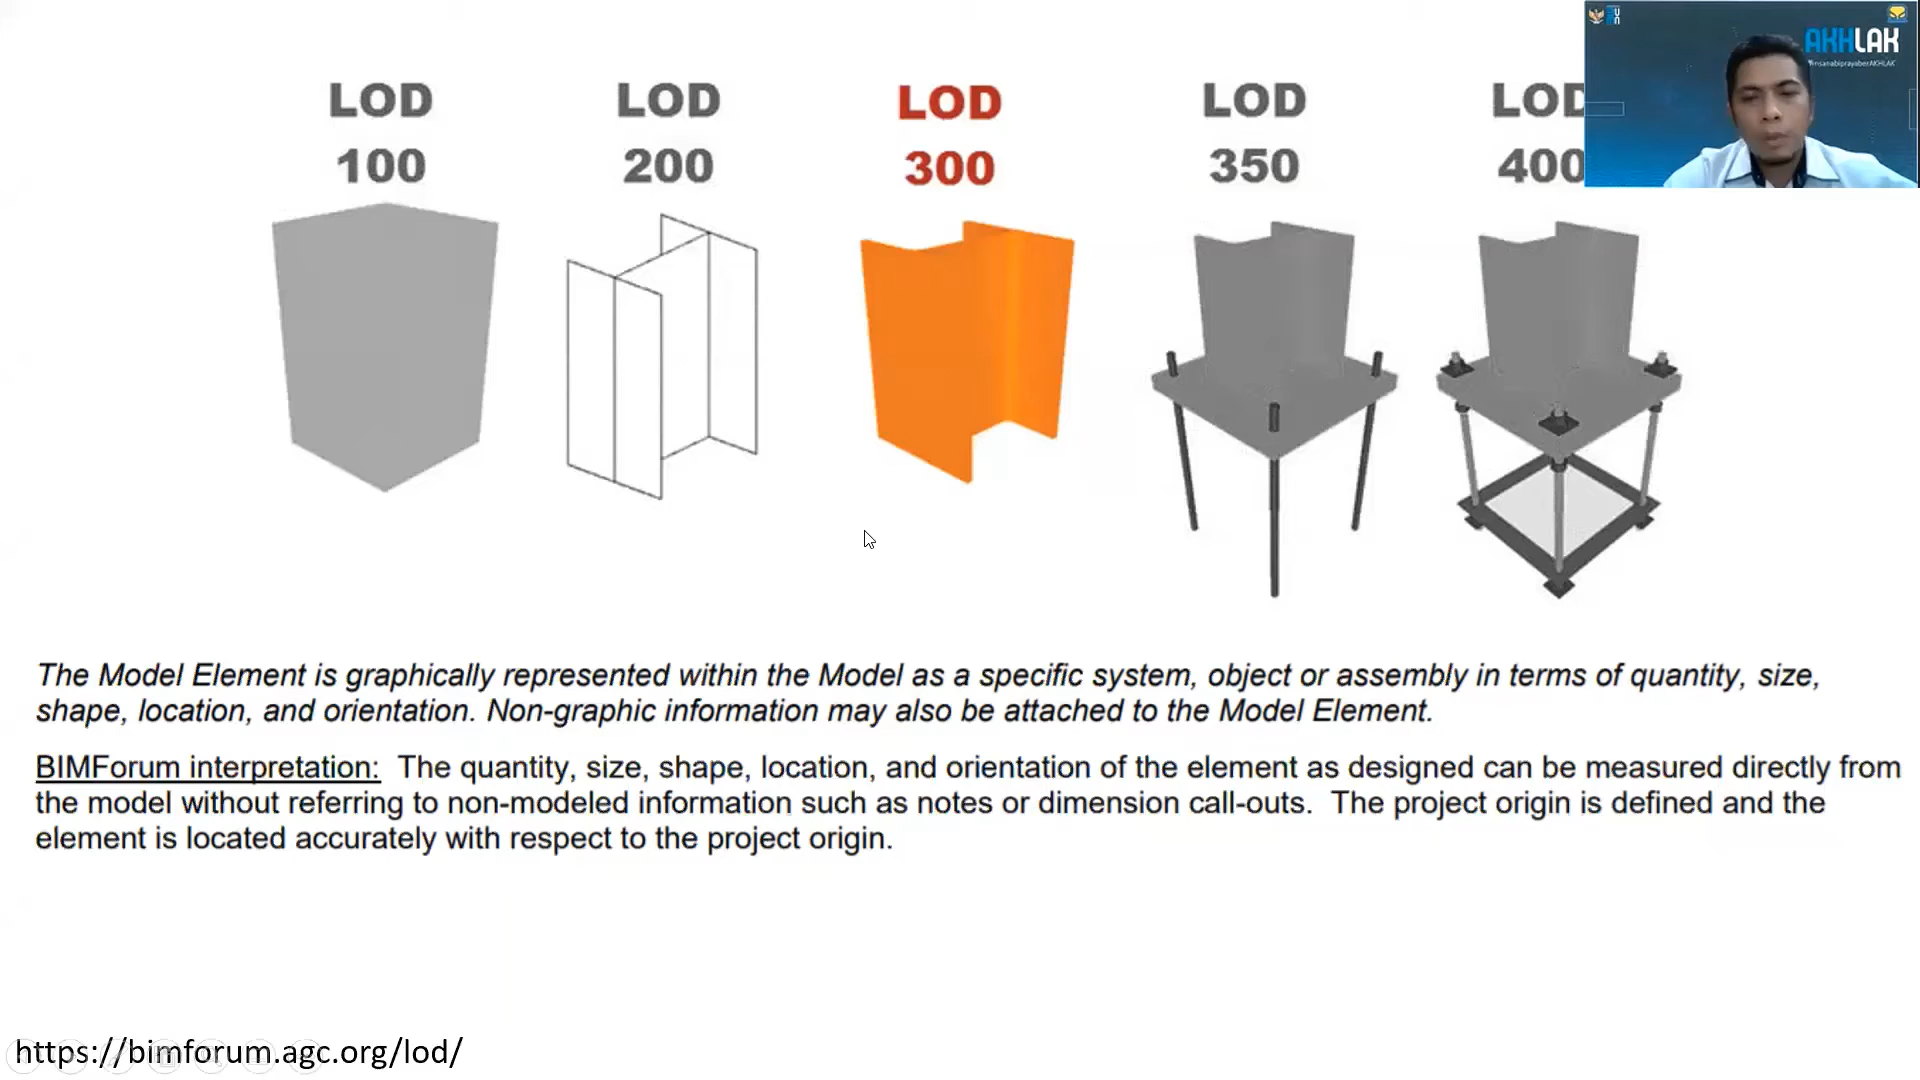 LOD
100
LOD
200
LOD
300
LOD
350
LOD
400
AKHLAK
The Model Element is graphically represented within the Model as a specific system, object or assembly in terms of quantity, size,
shape, location, and orientation. Non-graphic information may also be attached to the Model Element.
BIMForum interpretation: The quantity, size, shape, location, and orientation of the element as designed can be measured directly from
the model without referring to non-modeled information such as notes or dimension call-outs. The project origin is defined and the
element is located accurately with respect to the project origin.
https://bimforum.agc.org/lod/